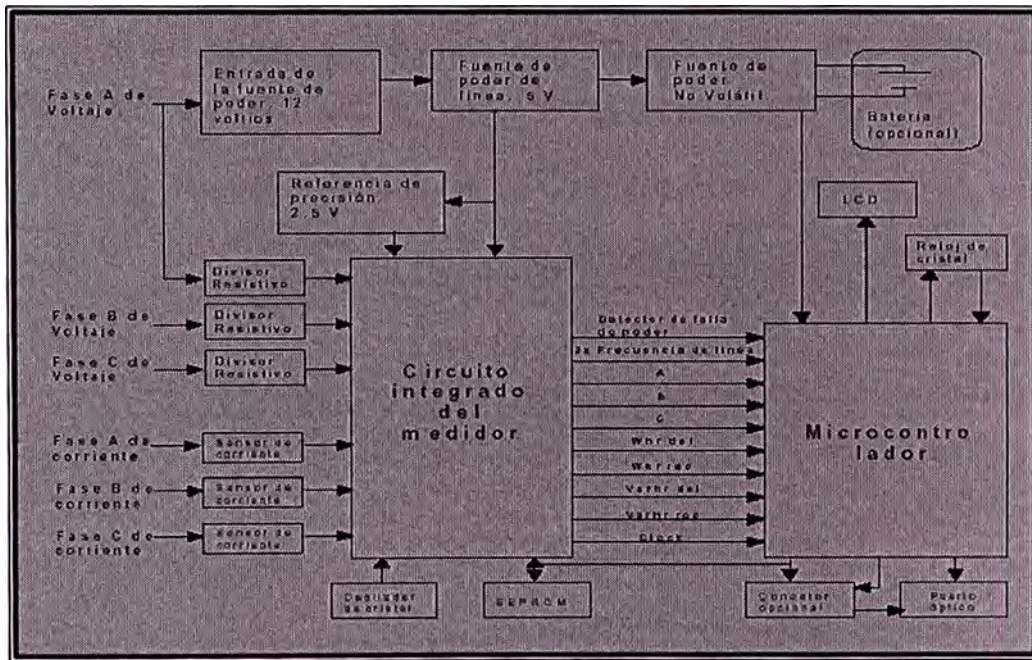 Entrada de
la fuente de
poder, 12
voltios
Fuente de
poder de
línea, 5 V.
Fuente de
poder
No Volátil.
Batería
(opcional)
Fase A de
Voltaje
Referencia de
precisión
2.5 V
LCD
Reloj de
cristal
Divisor
Resistivo
Fase B de
Voltaje
Divisor
Resistivo
Fase C de
Voltaje
Divisor
Resistivo
Circuito
integrado
del
medidor
Detector de falla
de poder
2x Frecuencia de línea
A
B
C
Whr del
Whr rec
Varhr del
Varhr rec
Clock
Microcontro
lador
Fase A de
corriente
Sensor de
corriente
Fase B de
corriente
Sensor de
corriente
Fase C de
corriente
Sensor de
corriente
Oscilador
de cristal
EEPROM
Conector
opcional
Puerto
óptico